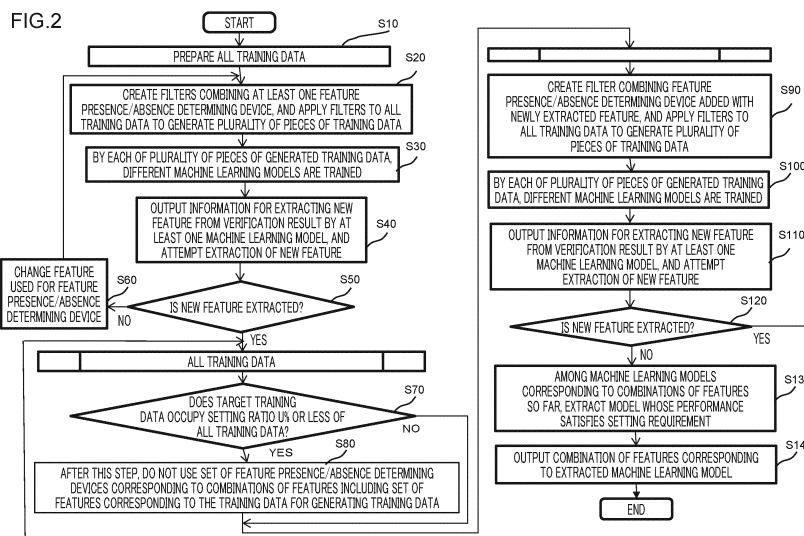 FIG.2
START
S10
PREPARE ALL TRAINING DATA
S20
CREATE FILTERS COMBINING AT LEAST ONE FEATURE
PRESENCE/ABSENCE DETERMINING DEVICE, AND APPLY FILTERS TO ALL
TRAINING DATA TO GENERATE PLURALITY OF PIECES OF TRAINING DATA
S30
BY EACH OF PLURALITY OF PIECES OF GENERATED TRAINING DATA,
DIFFERENT MACHINE LEARNING MODELS ARE TRAINED
S40
OUTPUT INFORMATION FOR EXTRACTING NEW
FEATURE FROM VERIFICATION RESULT BY AT
LEAST ONE MACHINE LEARNING MODEL, AND
ATTEMPT EXTRACTION OF NEW FEATURE
S50
IS NEW FEATURE EXTRACTED?
NO
S60
CHANGE FEATURE
USED FOR FEATURE
PRESENCE/ABSENCE
DETERMINING DEVICE
YES
ALL TRAINING DATA
S70
DOES TARGET TRAINING
DATA OCCUPY SETTING RATIO U% OR LESS OF
ALL TRAINING DATA?
NO
YES
S80
AFTER THIS STEP, DO NOT USE SET OF FEATURE PRESENCE/ABSENCE DETERMINING
DEVICES CORRESPONDING TO COMBINATIONS OF FEATURES INCLUDING SET OF
FEATURES CORRESPONDING TO THE TRAINING DATA FOR GENERATING TRAINING DATA
S90
CREATE FILTER COMBINING FEATURE
PRESENCE/ABSENCE DETERMINING DEVICE ADDED WITH
NEWLY EXTRACTED FEATURE, AND APPLY FILTERS TO
ALL TRAINING DATA TO GENERATE PLURALITY OF
PIECES OF TRAINING DATA
S100
BY EACH OF PLURALITY OF PIECES OF GENERATED TRAINING
DATA, DIFFERENT MACHINE LEARNING MODELS ARE TRAINED
S110
OUTPUT INFORMATION FOR EXTRACTING NEW FEATURE
FROM VERIFICATION RESULT BY AT LEAST ONE
MACHINE LEARNING MODEL, AND ATTEMPT
EXTRACTION OF NEW FEATURE
S120
IS NEW FEATURE EXTRACTED?
YES
NO
S13
AMONG MACHINE LEARNING MODELS
CORRESPONDING TO COMBINATIONS OF FEATURES
SO FAR, EXTRACT MODEL WHOSE PERFORMANCE
SATISFIES SETTING REQUIREMENT
S14
OUTPUT COMBINATION OF FEATURES CORRESPONDING
TO EXTRACTED MACHINE LEARNING MODEL
END